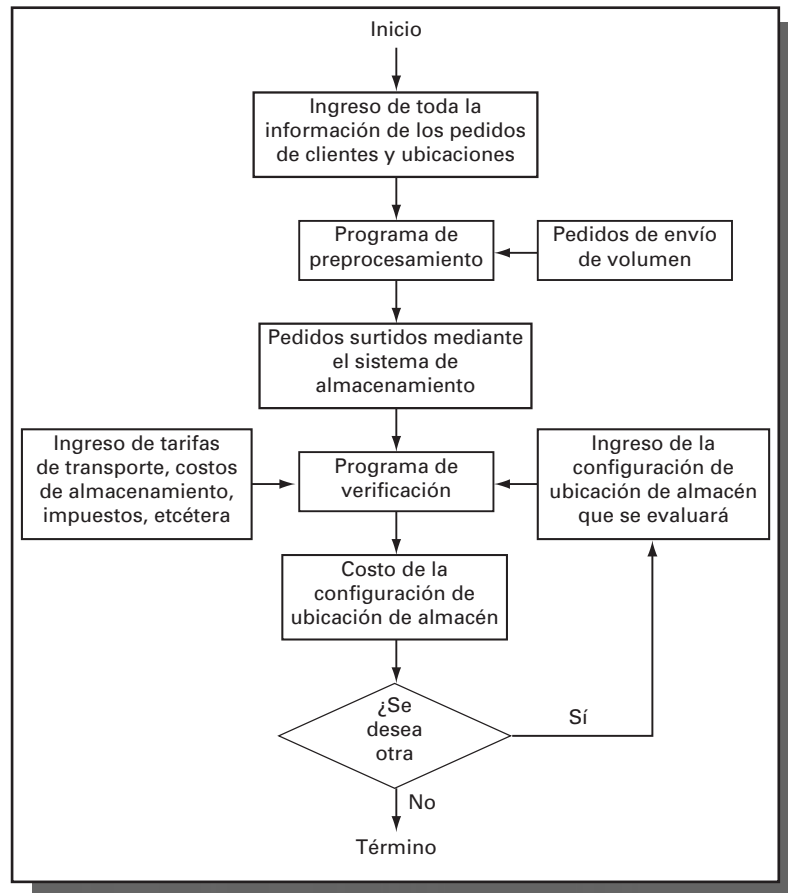 Inicio
Ingreso de toda la
información de los pedidos
de clientes y ubicaciones
Programa de
preprocesamiento
Pedidos de envío
de volumen
Pedidos surtidos mediante
el sistema de
almacenamiento
Ingreso de tarifas
de transporte, costos
de almacenamiento,
impuestos, etcétera
Programa de
verificación
Ingreso de la
configuración de
ubicación de almacén
que se evaluará
Costo de la
configuración de
ubicación de almacén
¿Se
desea
otra
Sí
No
Término